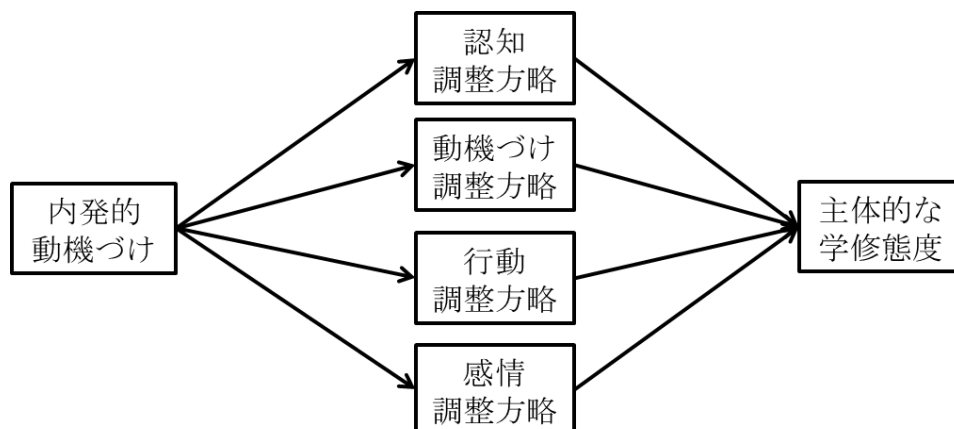 認知
調整方略
動機づけ
調整方略
内発的
動機づけ
主体的な
学修態度
行動
調整方略
感情
調整方略